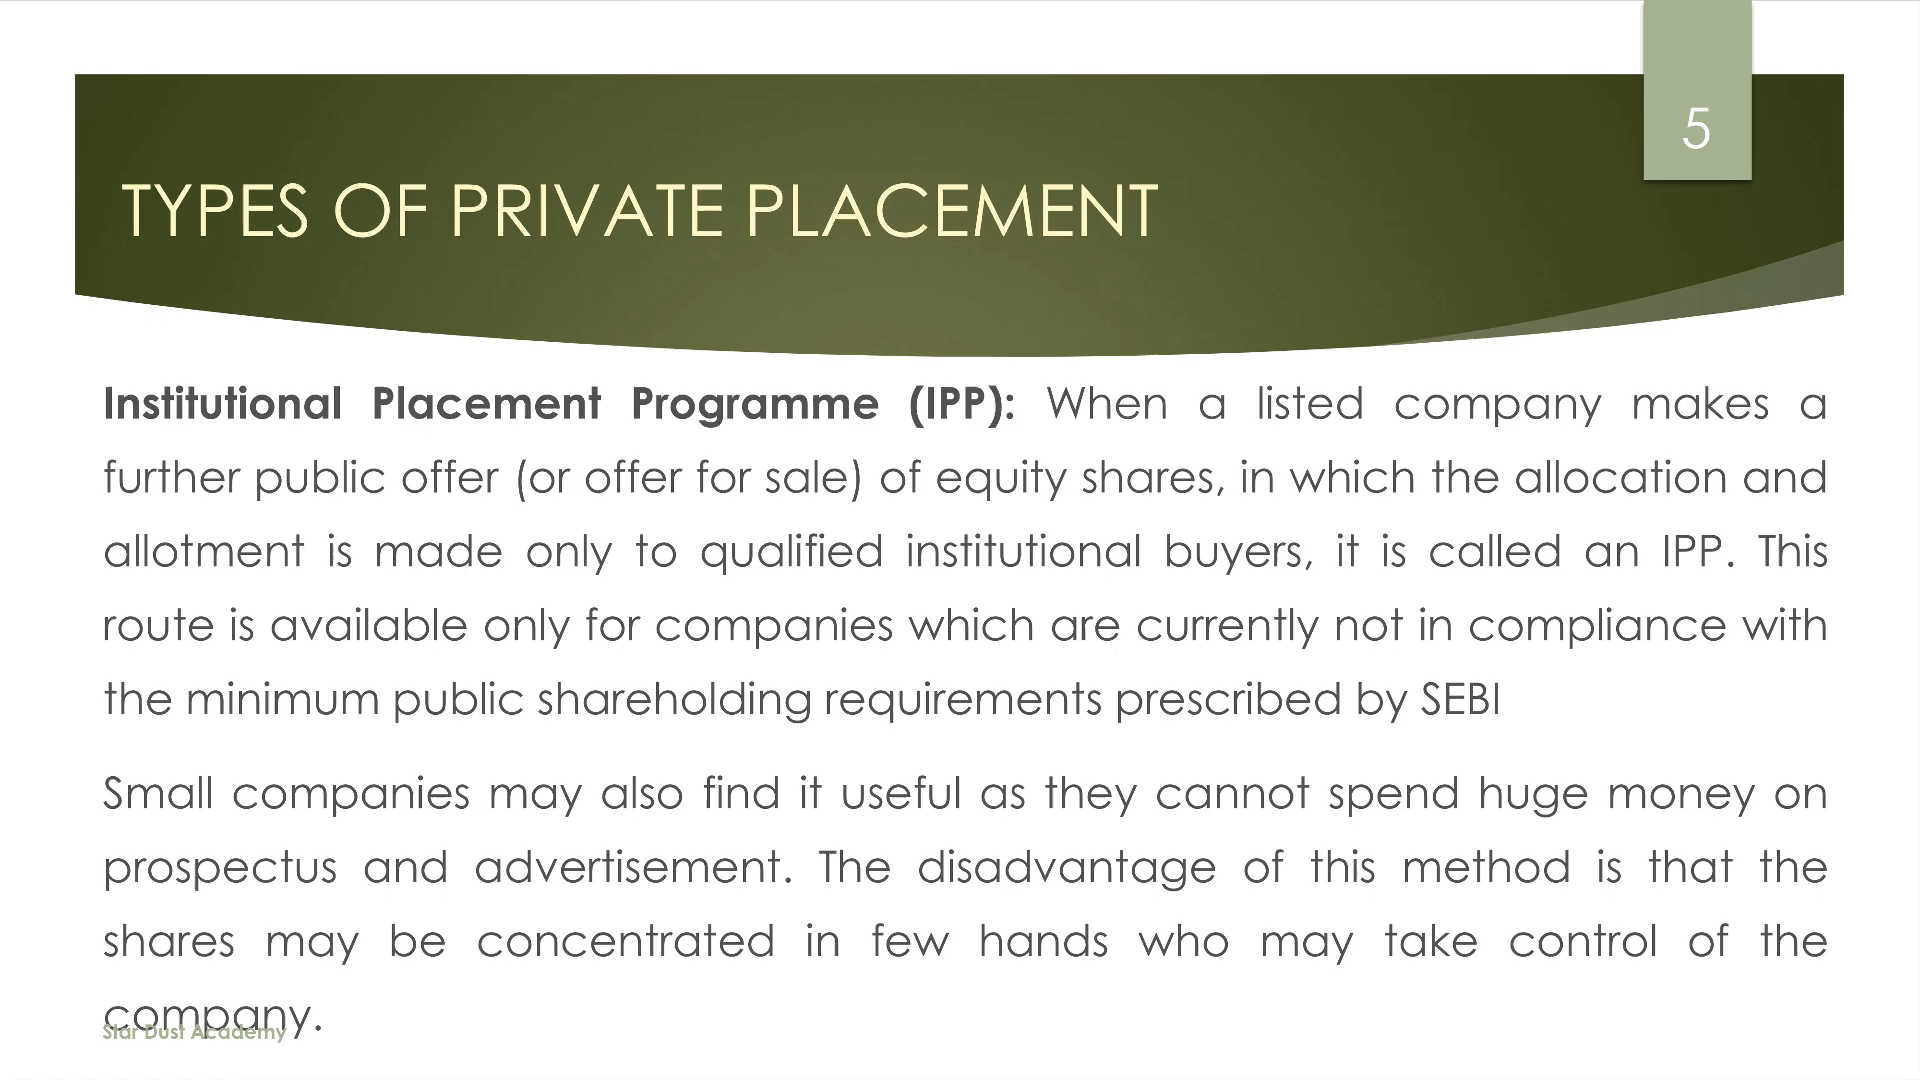 5
TYPES OF PRIVATE PLACEMENT
Institutional Placement Programme (IPP): When a listed company makes a
further public offer (or offer for sale) of equity shares, in which the allocation and
allotment is made only to qualified institutional buyers, it is called an IPP. This
route is available only for companies which are currently not in compliance with
the minimum public shareholding requirements prescribed by SEBI
Small companies may also find it useful as they cannot spend huge money on
prospectus and advertisement. The disadvantage of this method is that the
shares may be concentrated in few hands who may take control of the
company.
Star Dust Academy